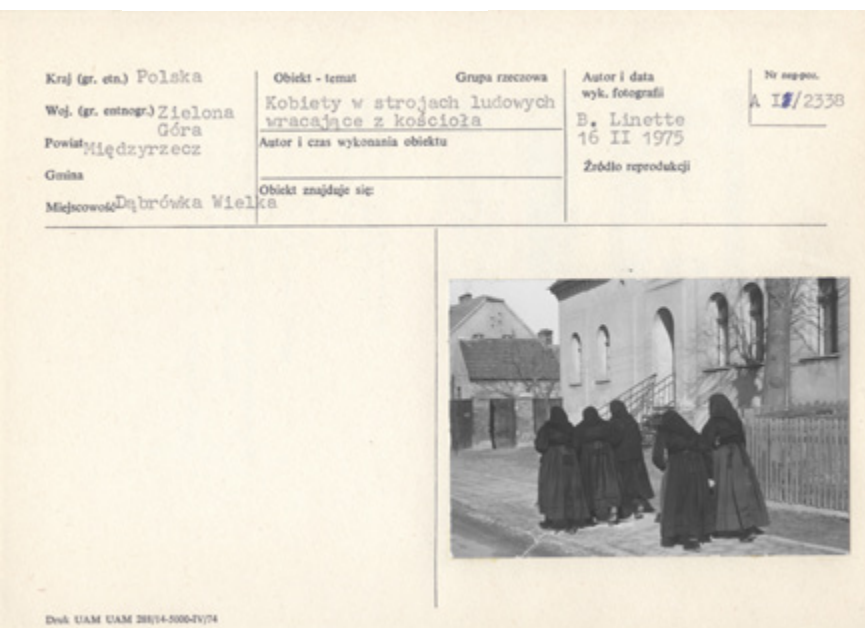 Kraj (gr. etn.) Polska
Woj. (gr. entnogr.) Zielona
Góra
Powiat Międzyrzecz
Gmina
Miejscowość Dąbrówka Wielka
Obiekt - temat Grupa rzeczowa
Kobiety w strojach ludowych
wracające z kościoła
Autor i czas wykonania obiektu
Obiekt znajduje się:
Autor i data
wyk. fotografii
B. Linette
16 II 1975
Źródło reprodukcji
Nr neg-poz.
A II/2338
Druk UAM UAM 288/14-5000-IV/74